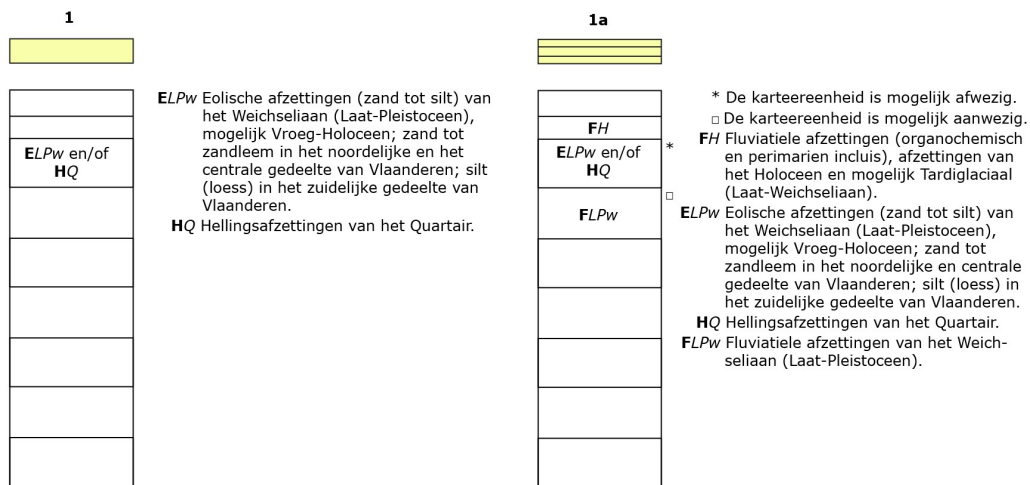 1
ELPw en/of
HQ
ELPw Eolische afzettingen (zand tot silt) van
het Weichseliaan (Laat-Pleistoceen),
mogelijk Vroeg-Holoceen; zand tot
zandleem in het noordelijke en het
centrale gedeelte van Vlaanderen; silt
(loess) in het zuidelijke gedeelte van
Vlaanderen.
HQ Hellingsafzettingen van het Quartair.
1a
FH
ELPw en/of
HQ
*
□
FLPw
* De karteereenheid is mogelijk afwezig.
□ De karteereenheid is mogelijk aanwezig.
FH Fluviatiele afzettingen (organochemisch
en perimarien incluis), afzettingen van
het Holoceen en mogelijk Tardiglaciaal
(Laat-Weichseliaan).
ELPw Eolische afzettingen (zand tot silt) van
het Weichseliaan (Laat-Pleistoceen),
mogelijk Vroeg-Holoceen; zand tot
zandleem in het noordelijke en centrale
gedeelte van Vlaanderen; silt (loess) in
het zuidelijke gedeelte van Vlaanderen.
HQ Hellingsafzettingen van het Quartair.
FLPw Fluviatiele afzettingen van het Weich-
seliaan (Laat-Pleistoceen).